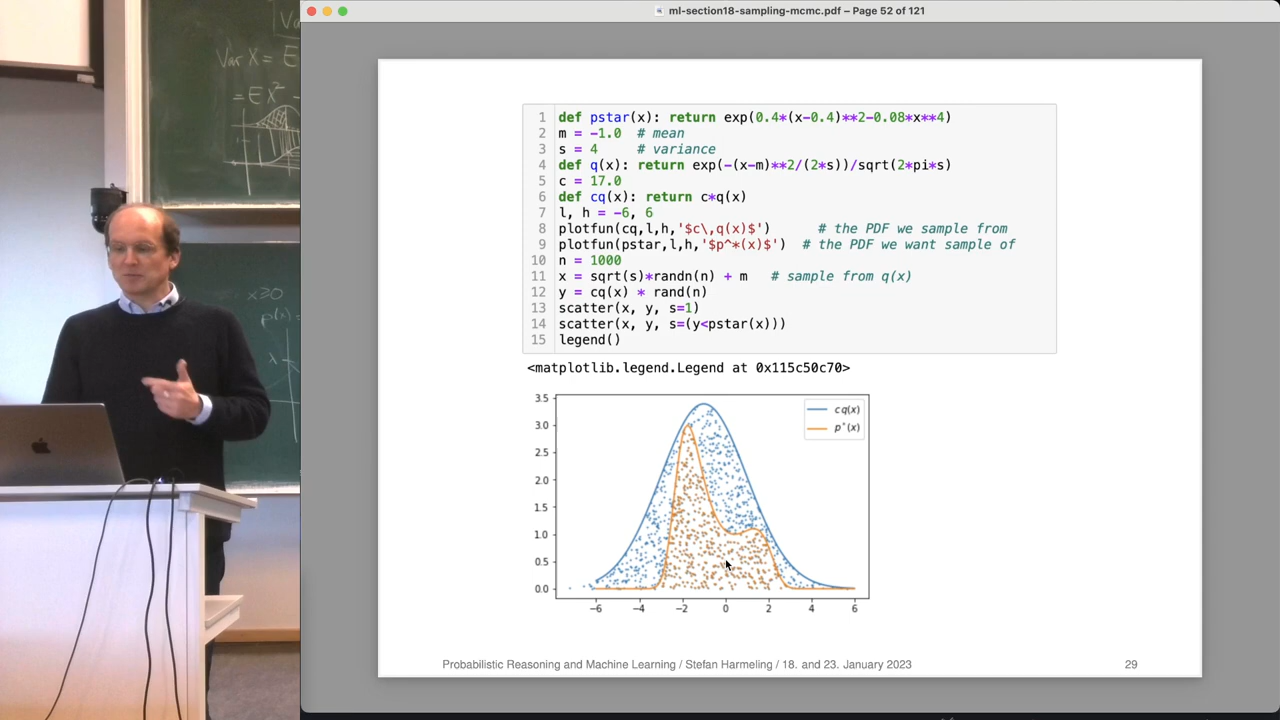 ml-section18-sampling-mcmc.pdf – Page 52 of 121
Var X = E
= EX² -
x≥0
p(x) =
λ
1 def pstar(x): return exp(0.4*(x-0.4)**2-0.08*x**4)
2 m = -1.0 # mean
3 s = 4 # variance
4 def q(x): return exp(-(x-m)**2/(2*s))/sqrt(2*pi*s)
5 c = 17.0
6 def cq(x): return c*q(x)
7 l, h = -6, 6
8 plotfun(cq,l,h,'$c\,q(x)$') # the PDF we sample from
9 plotfun(pstar,l,h,'$p^*(x)$') # the PDF we want sample of
10 n = 1000
11 x = sqrt(s)*randn(n) + m # sample from q(x)
12 y = cq(x) * rand(n)
13 scatter(x, y, s=1)
14 scatter(x, y, s=(y<pstar(x)))
15 legend()
<matplotlib.legend.Legend at 0x115c50c70>
c q(x)
p*(x)
3.5
3.0
2.5
2.0
1.5
1.0
0.5
0.0
−6 −4 −2 0 2 4 6
Probabilistic Reasoning and Machine Learning / Stefan Harmeling / 18. and 23. January 2023 29